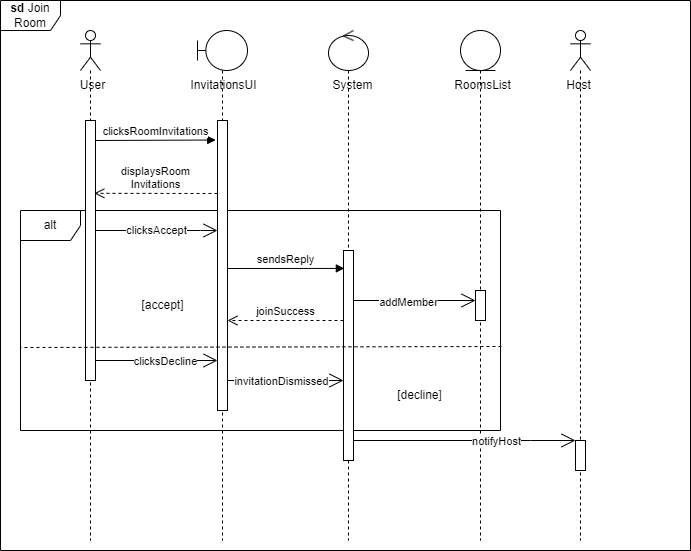 sd Join
Room
User
InvitationsUI
System
RoomsList
Host
clicksRoomInvitations
displaysRoom
Invitations
alt
clicksAccept
sendsReply
[accept]
addMember
joinSuccess
clicksDecline
invitationDismissed
[decline]
notifyHost